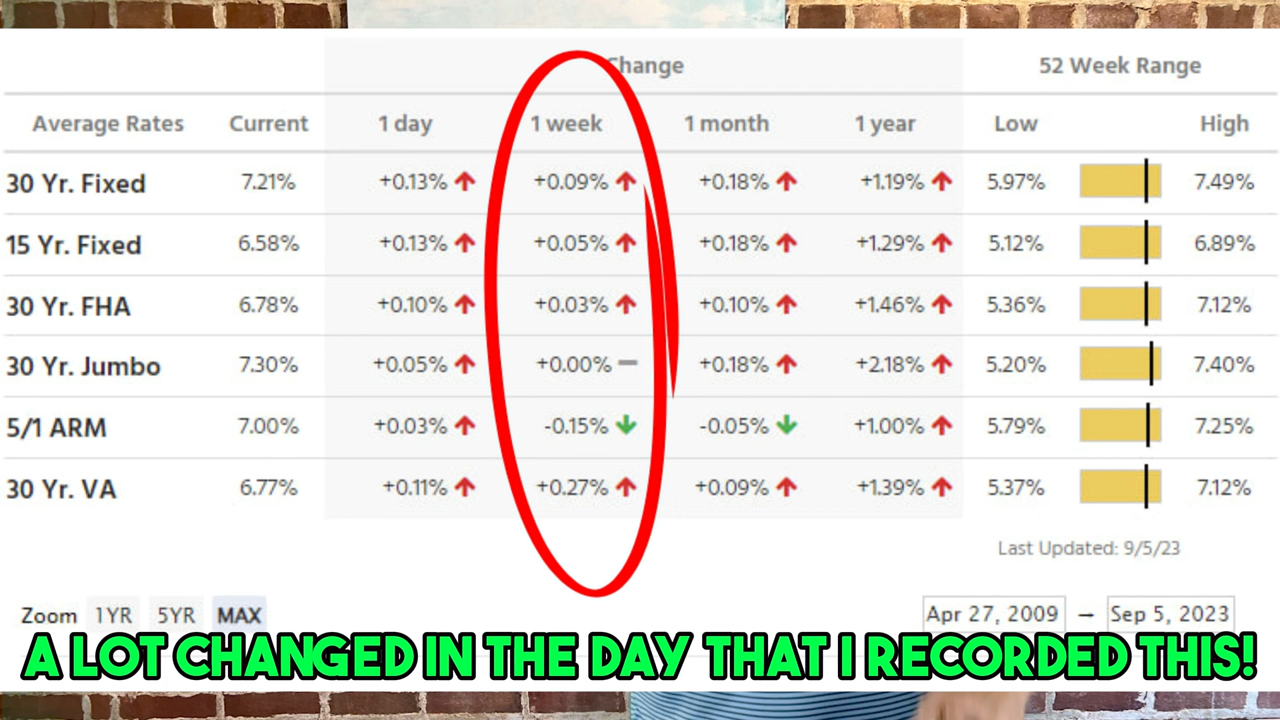 Change 52 Week Range
Average Rates Current 1 day 1 week 1 month 1 year Low High
30 Yr. Fixed 7.21% +0.13% +0.09% +0.18% +1.19% 5.97% 7.49%
15 Yr. Fixed 6.58% +0.13% +0.05% +0.18% +1.29% 5.12% 6.89%
30 Yr. FHA 6.78% +0.10% +0.03% +0.10% +1.46% 5.36% 7.12%
30 Yr. Jumbo 7.30% +0.05% +0.00% +0.18% +2.18% 5.20% 7.40%
5/1 ARM 7.00% +0.03% -0.15% -0.05% +1.00% 5.79% 7.25%
30 Yr. VA 6.77% +0.11% +0.27% +0.09% +1.39% 5.37% 7.12%
Last Updated: 9/5/23
Zoom 1YR 5YR MAX Apr 27, 2009 → Sep 5, 2023
A LOT CHANGED IN THE DAY THAT I RECORDED THIS!